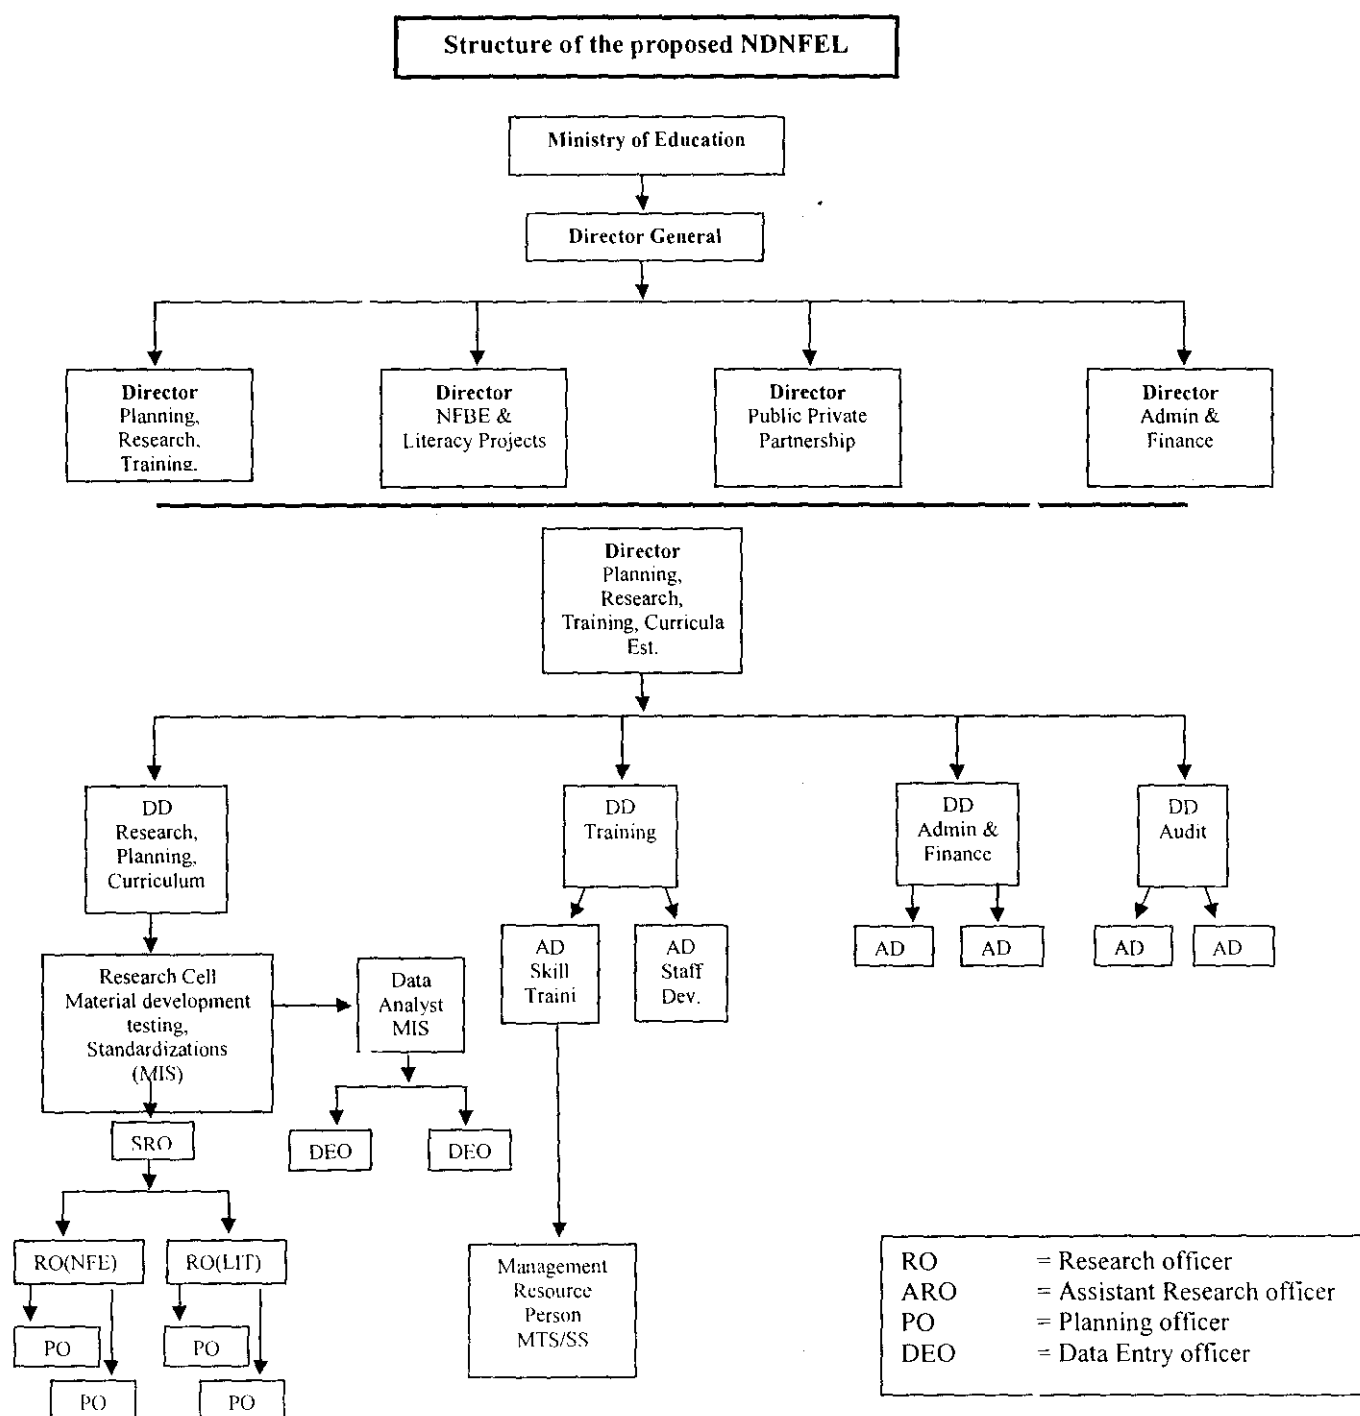 Structure of the proposed NDNFEL
Ministry of Education
Director General
Director
Planning,
Research,
Training.
Director
NFBE &
Literacy Projects
Director
Public Private
Partnership
Director
Admin &
Finance
Director
Planning,
Research,
Training, Curricula
Est.
DD
Research,
Planning,
Curriculum
DD
Training
DD
Admin &
Finance
DD
Audit
Research Cell
Material development
testing,
Standardizations
(MIS)
Data
Analyst
MIS
AD
Skill
Traini
AD
Staff
Dev.
AD
AD
AD
AD
SRO
DEO
DEO
RO(NFE)
RO(LIT)
PO
PO
PO
PO
Management
Resource
Person
MTS/SS
RO = Research officer
ARO = Assistant Research officer
PO = Planning officer
DEO = Data Entry officer